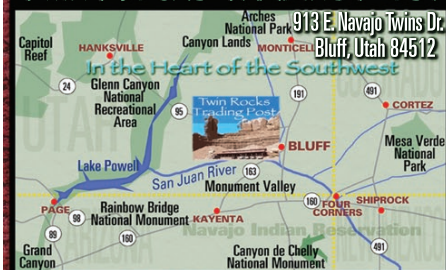 Arches
National Park
913 E. Navajo Twins Dr.
Bluff, Utah 84512
Capitol
Reef
HANKSVILLE
Canyon Lands
MONTICELL
In the Heart of the Southwest
24
Glenn Canyon
National
Recreational
Area
95
191
491
CORTEZ
UTAH
Twin Rocks
Trading Post
BLUFF
Mesa Verde
National
Park
Lake Powell
San Juan River
163
Monument Valley
PAGE
98
Rainbow Bridge
National Monument
KAYENTA
160
FOUR
CORNERS
SHIPROCK
89
160
Navajo Indian Reservation
ARIZONA
Grand
Canyon
Canyon de Chelly
National Monument
491